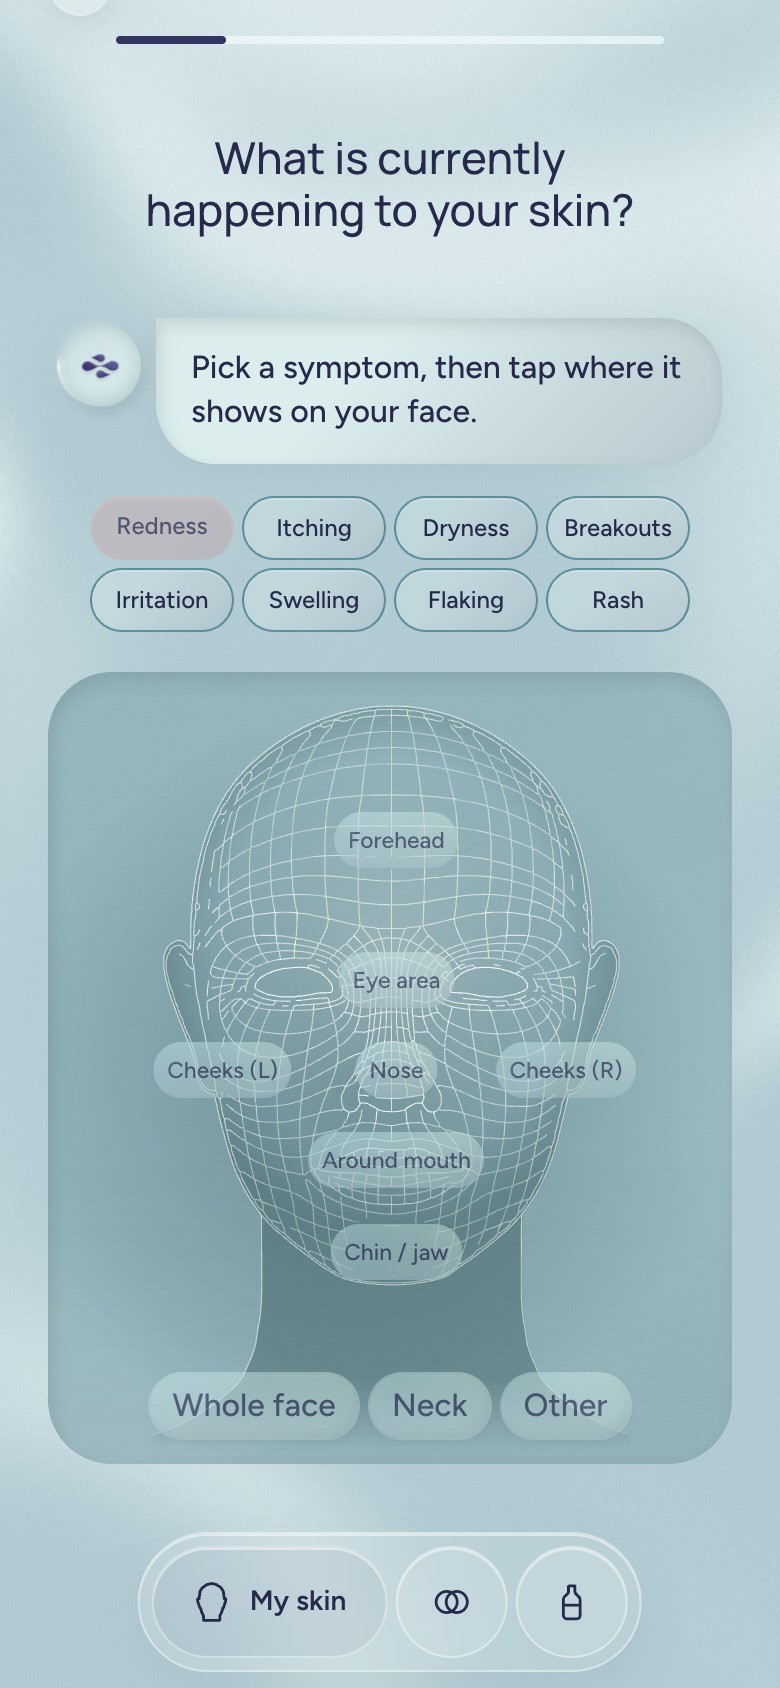 What is currently
happening to your skin?
Pick a symptom, then tap where it
shows on your face.
Redness
Itching
Dryness
Breakouts
Irritation
Swelling
Flaking
Rash
Forehead
Eye area
Cheeks (L)
Nose
Cheeks (R)
Around mouth
Chin / jaw
Whole face
Neck
Other
My skin